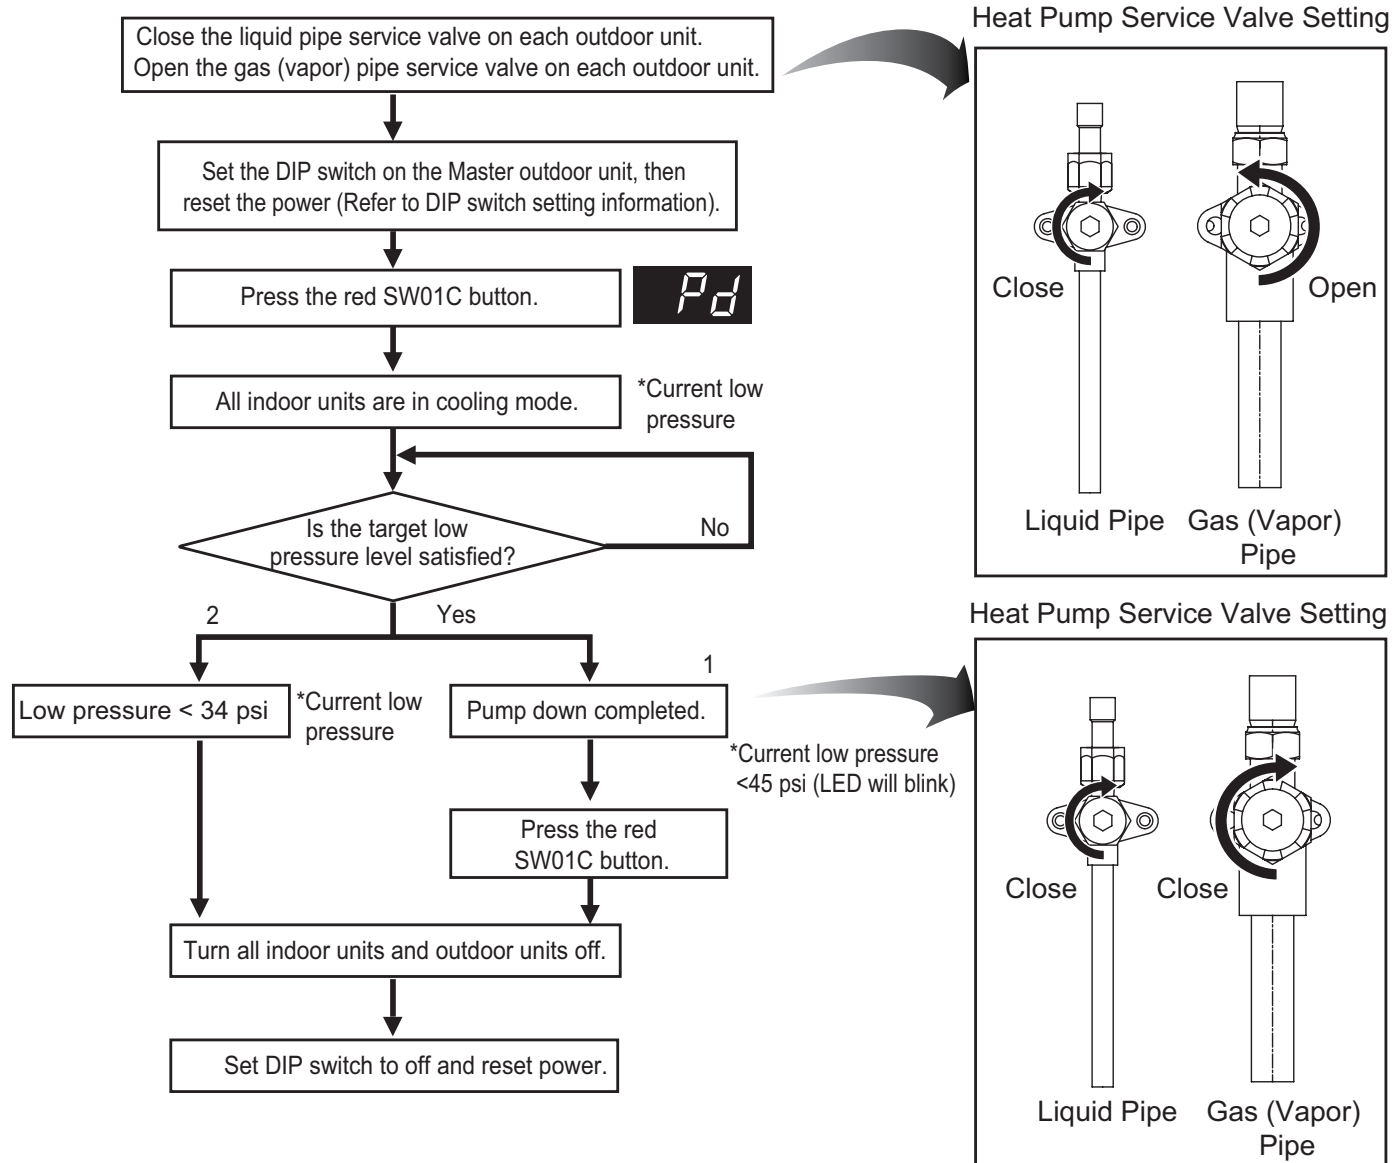 Close the liquid pipe service valve on each outdoor unit.
Open the gas (vapor) pipe service valve on each outdoor unit.
Set the DIP switch on the Master outdoor unit, then
reset the power (Refer to DIP switch setting information).
Press the red SW01C button.
Pd
All indoor units are in cooling mode.
*Current low
pressure
Is the target low
pressure level satisfied?
No
2
Yes
1
Low pressure < 34 psi
*Current low
pressure
Pump down completed.
*Current low pressure
<45 psi (LED will blink)
Press the red
SW01C button.
Turn all indoor units and outdoor units off.
Set DIP switch to off and reset power.
Heat Pump Service Valve Setting
Close
Open
Liquid Pipe
Gas (Vapor)
Pipe
Heat Pump Service Valve Setting
Close
Close
Liquid Pipe
Gas (Vapor)
Pipe